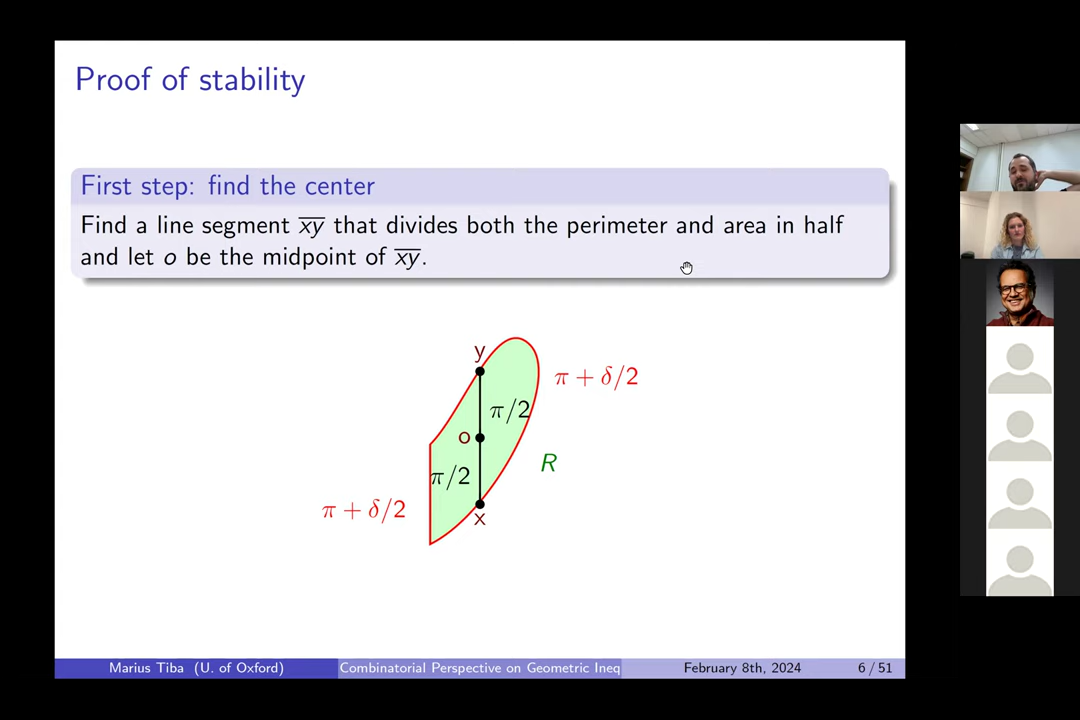 Proof of stability
First step: find the center
Find a line segment xy that divides both the perimeter and area in half
and let o be the midpoint of xy.
y
π + δ/2
π/2
o
R
π/2
π + δ/2
x
Marius Tiba (U. of Oxford) Combinatorial Perspective on Geometric Ineq February 8th, 2024 6 / 51